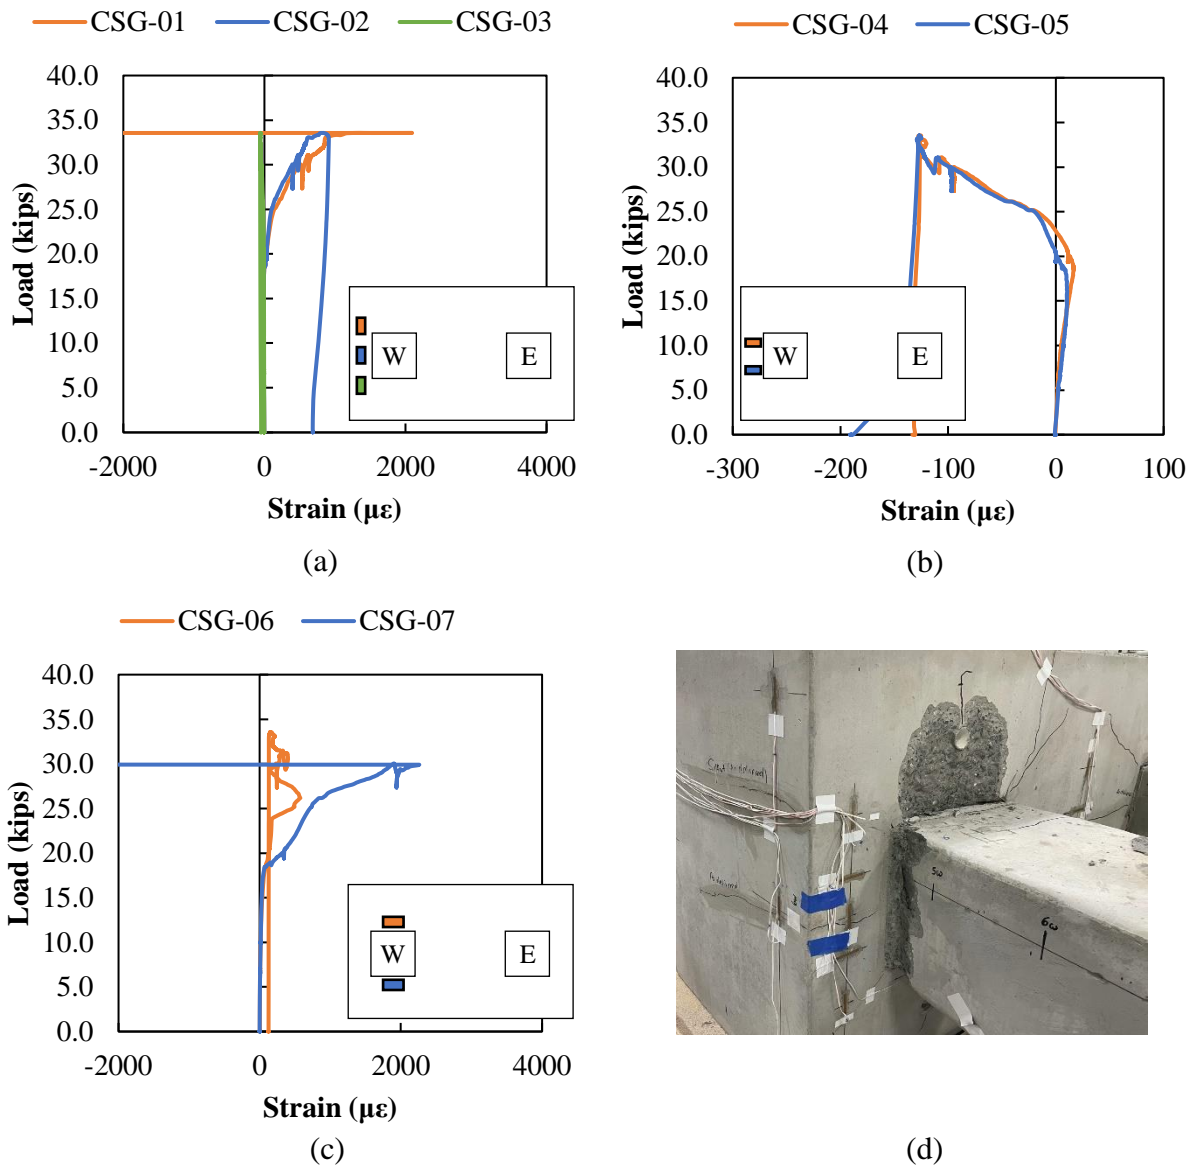 CSG-01 CSG-02 CSG-03
40.0
35.0
30.0
25.0
20.0
15.0
10.0
5.0
0.0
Load (kips)
W E
-2000 0 2000 4000
Strain (με)
(a)
CSG-04 CSG-05
40.0
35.0
30.0
25.0
20.0
15.0
10.0
5.0
0.0
Load (kips)
W E
-300 -200 -100 0 100
Strain (με)
(b)
CSG-06 CSG-07
40.0
35.0
30.0
25.0
20.0
15.0
10.0
5.0
0.0
Load (kips)
W E
-2000 0 2000 4000
Strain (με)
(c)
5ω
6ω
(d)